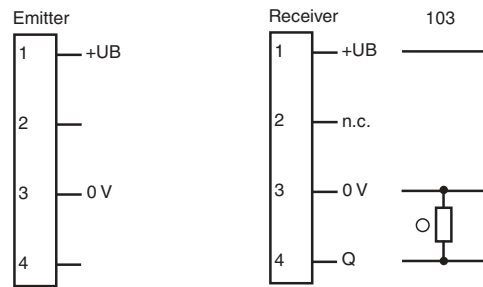 Emitter
1 +UB
2
3 0 V
4
Receiver 103
1 +UB
2 n.c.
3 0 V
4 Q